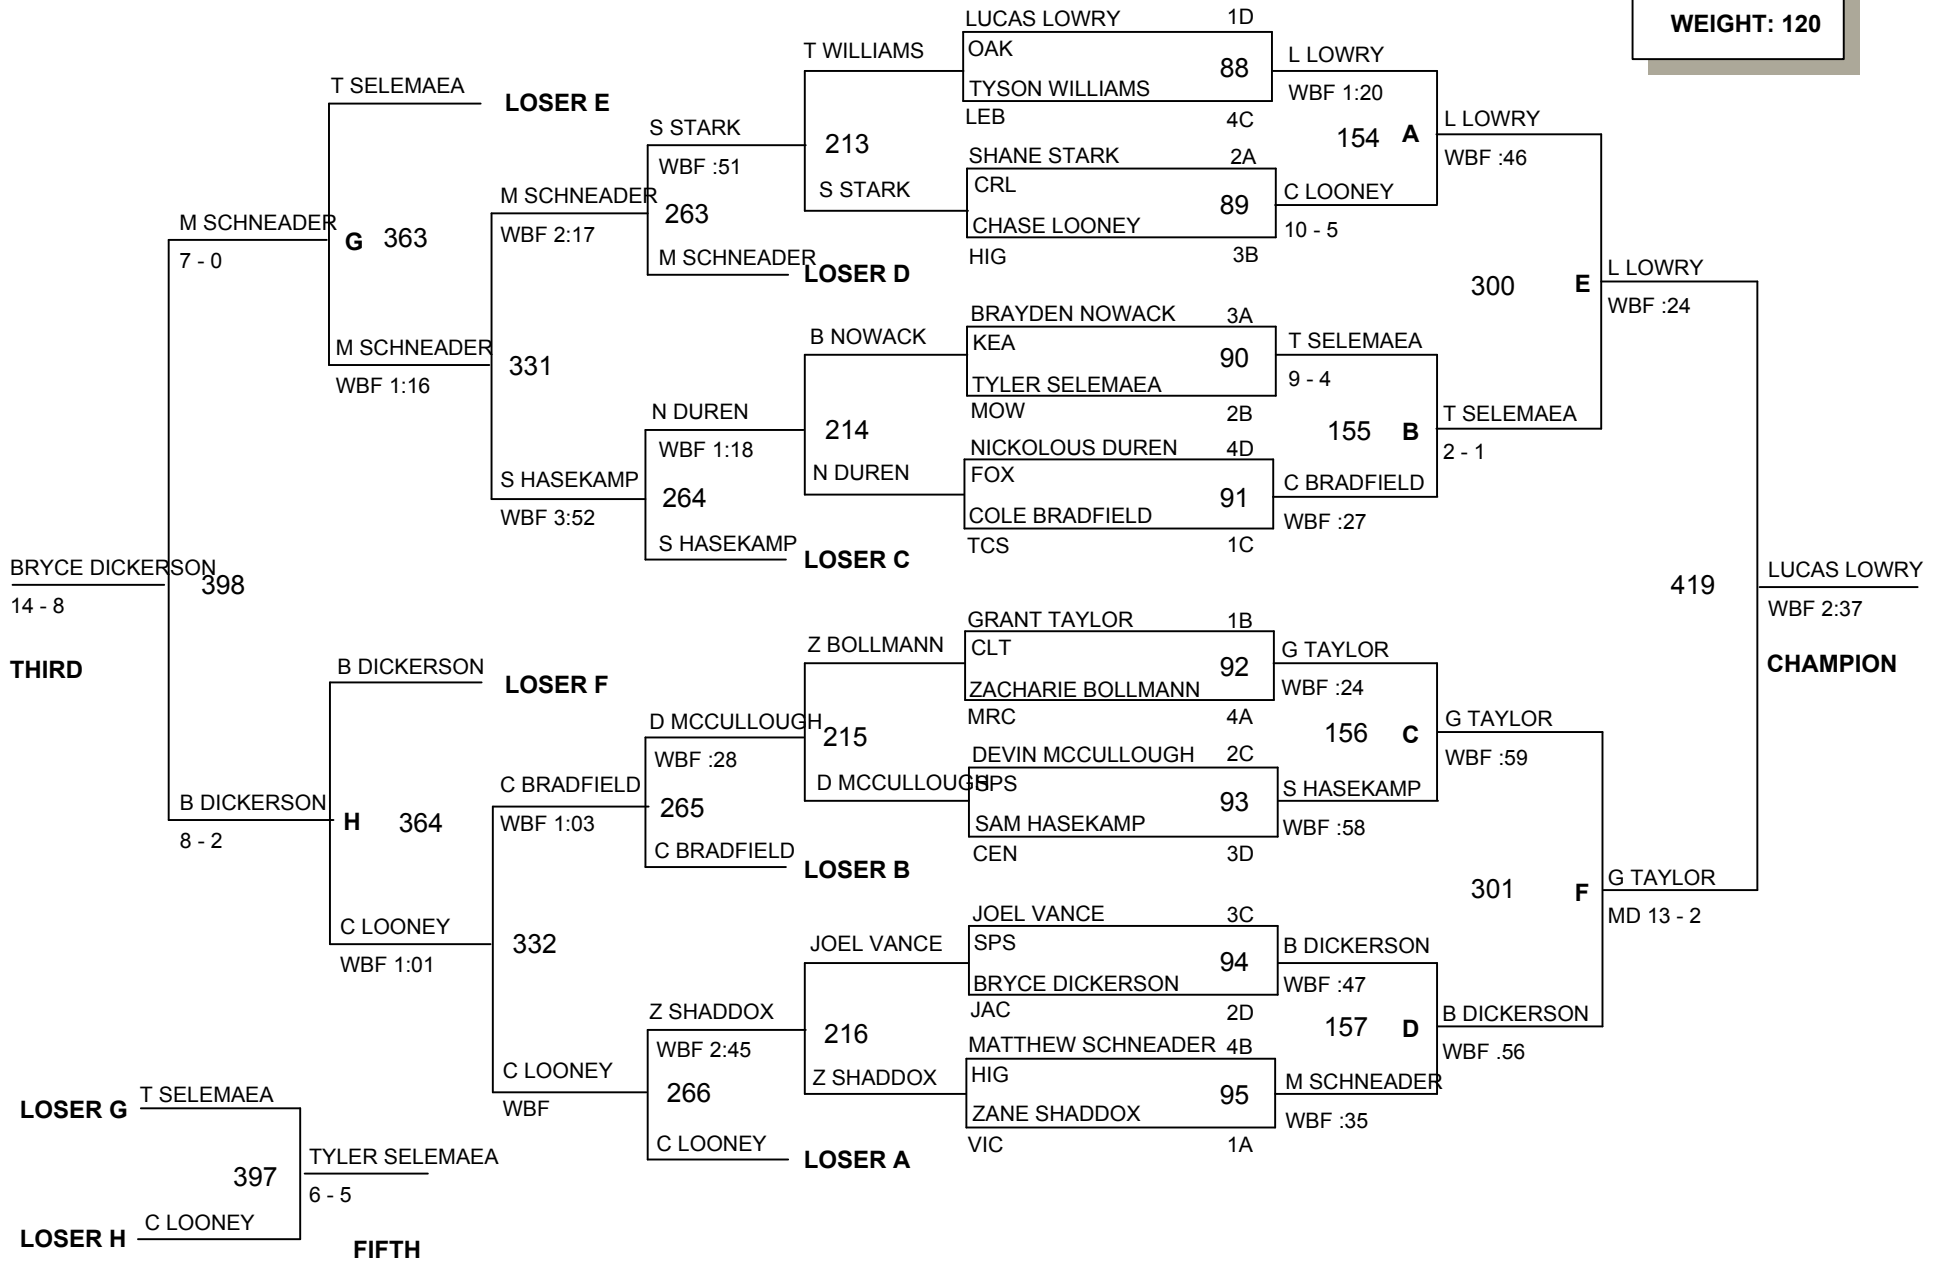 WEIGHT: 120
LUCAS LOWRY 1D
OAK
88
TYSON WILLIAMS
LEB 4C
SHANE STARK 2A
CRL
89
CHASE LOONEY
HIG 3B
BRAYDEN NOWACK 3A
KEA
90
TYLER SELEMAEA
MOW 2B
NICKOLOUS DUREN 4D
FOX
91
COLE BRADFIELD
TCS 1C
GRANT TAYLOR 1B
CLT
92
ZACHARIE BOLLMANN
MRC 4A
DEVIN MCCULLOUGH 2C
SPS
93
SAM HASEKAMP
CEN 3D
JOEL VANCE 3C
SPS
94
BRYCE DICKERSON
JAC 2D
MATTHEW SCHNEADER 4B
HIG
95
ZANE SHADDOX
VIC 1A
L LOWRY
WBF 1:20
154 A
C LOONEY
10 - 5
T SELEMAEA
9 - 4
155 B
C BRADFIELD
WBF :27
G TAYLOR
WBF :24
156 C
S HASEKAMP
WBF :58
B DICKERSON
WBF :47
157 D
M SCHNEADER
WBF :35
L LOWRY
WBF :46
300 E
T SELEMAEA
2 - 1
G TAYLOR
WBF :59
301 F
B DICKERSON
WBF .56
L LOWRY
WBF :24
419
G TAYLOR
MD 13 - 2
LUCAS LOWRY
WBF 2:37
CHAMPION
T WILLIAMS
213
S STARK
B NOWACK
214
N DUREN
Z BOLLMANN
215
D MCCULLOUGH
JOEL VANCE
216
Z SHADDOX
S STARK
WBF :51
263
M SCHNEADER
LOSER D
N DUREN
WBF 1:18
264
S HASEKAMP
LOSER C
D MCCULLOUGH
WBF :28
265
C BRADFIELD
LOSER B
Z SHADDOX
WBF 2:45
266
C LOONEY
LOSER A
M SCHNEADER
WBF 2:17
331
S HASEKAMP
WBF 3:52
C BRADFIELD
WBF 1:03
332
C LOONEY
WBF
T SELEMAEA
LOSER E
G 363
M SCHNEADER
WBF 1:16
B DICKERSON
LOSER F
H 364
C LOONEY
WBF 1:01
M SCHNEADER
7 - 0
398
B DICKERSON
8 - 2
BRYCE DICKERSON
14 - 8
THIRD
LOSER G T SELEMAEA
397
LOSER H C LOONEY
TYLER SELEMAEA
6 - 5
FIFTH